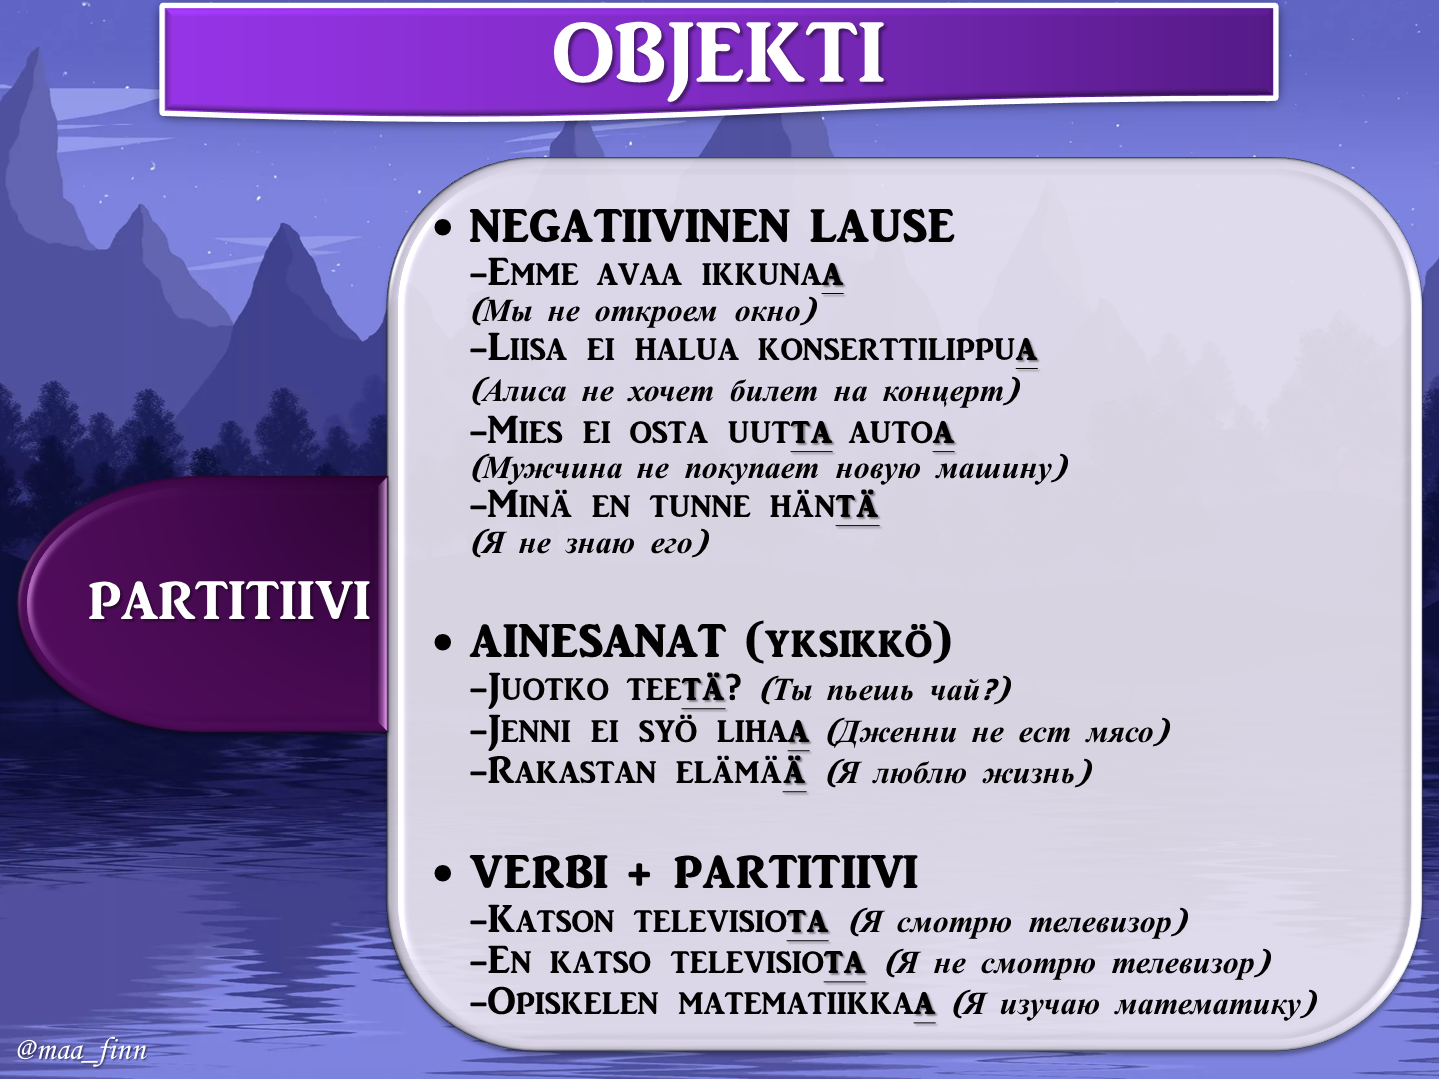 OBJEKTI
PARTITIIVI
• NEGATIIVINEN LAUSE
-Emme avaa ikkunaa
(Мы не откроем окно)
-Liisa ei halua konserttilippua
(Алиса не хочет билет на концерт)
-Mies ei osta uutta autoa
(Мужчина не покупает новую машину)
-Minä en tunne häntä
(Я не знаю его)
• AINESANAT (yksikkö)
-Juotko teetä? (Ты пьешь чай?)
-Jenni ei syö lihaa (Дженни не ест мясо)
-Rakastan elämää (Я люблю жизнь)
• VERBI + PARTITIIVI
-Katson televisiota (Я смотрю телевизор)
-En katso televisiota (Я не смотрю телевизор)
-Opiskelen matematiikkaa (Я изучаю математику)
@maa_finn